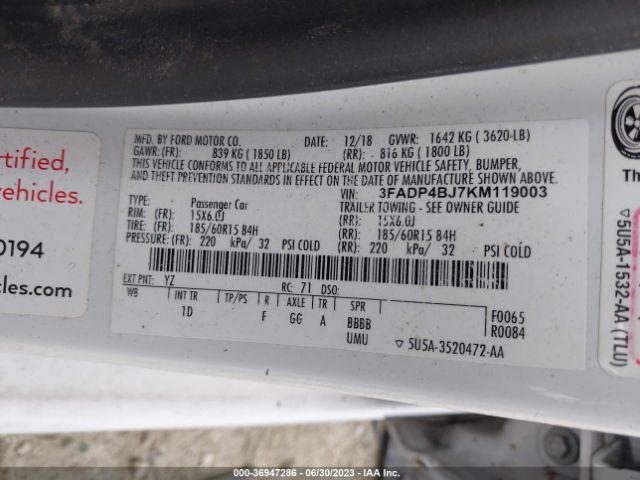 MFD. BY FORD MOTOR CO. DATE: 12/18 GVWR: 1642 KG ( 3620-LB)
GAWR:(FR): 839 KG ( 1850 LB) (RR): 816 KG ( 1800 LB)
THIS VEHICLE CONFORMS TO ALL APPLICABLE FEDERAL MOTOR VEHICLE SAFETY, BUMPER,
AND THEFT PREVENTION STANDARDS IN EFFECT ON THE DATE OF MANUFACTURE SHOWN ABOVE.
VIN: 3FADP4BJ7KM119003
TYPE: Passenger Car TRAILER TOWING - SEE OWNER GUIDE
RIM: (FR): 15X6.0J (RR): 15X6.0J
TIRE: (FR): 185/60R15 84H (RR): 185/60R15 84H
PRESSURE: (FR) 220 kPa/ 32 PSI COLD (RR): 220 kPa/ 32 PSI COLD
EXT PNT: YZ RC: 71 DSO:
WB INT TR TP/PS R AXLE TR SPR
1D F GG A BBBB
UMU
F0065
R0084
5U5A-3520472-AA
rtified,
vehicles.
0194
cles.com
Th
5U5A-1532-AA (TLU)
000-36947286 - 06/30/2023 - IAA Inc.